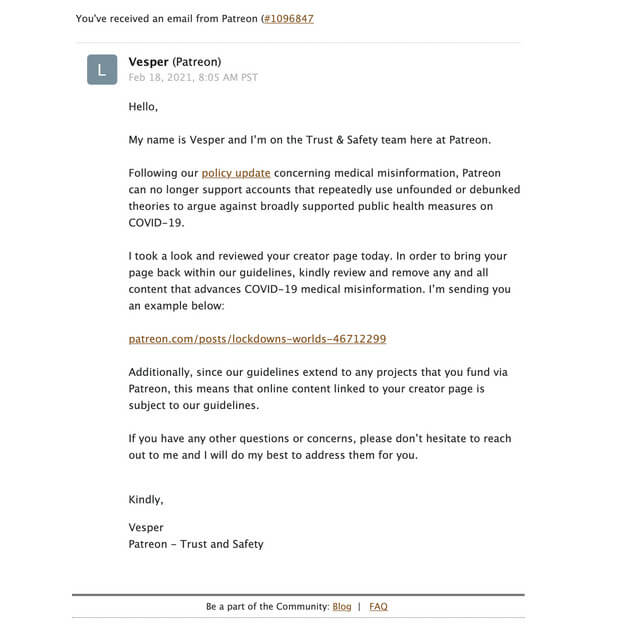 You've received an email from Patreon (#1096847
L
Vesper (Patreon)
Feb 18, 2021, 8:05 AM PST
Hello,
My name is Vesper and I'm on the Trust & Safety team here at Patreon.
Following our policy update concerning medical misinformation, Patreon
can no longer support accounts that repeatedly use unfounded or debunked
theories to argue against broadly supported public health measures on
COVID-19.
I took a look and reviewed your creator page today. In order to bring your
page back within our guidelines, kindly review and remove any and all
content that advances COVID-19 medical misinformation. I'm sending you
an example below:
patreon.com/posts/lockdowns-worlds-46712299
Additionally, since our guidelines extend to any projects that you fund via
Patreon, this means that online content linked to your creator page is
subject to our guidelines.
If you have any other questions or concerns, please don't hesitate to reach
out to me and I will do my best to address them for you.
Kindly,
Vesper
Patreon - Trust and Safety
Be a part of the Community: Blog | FAQ